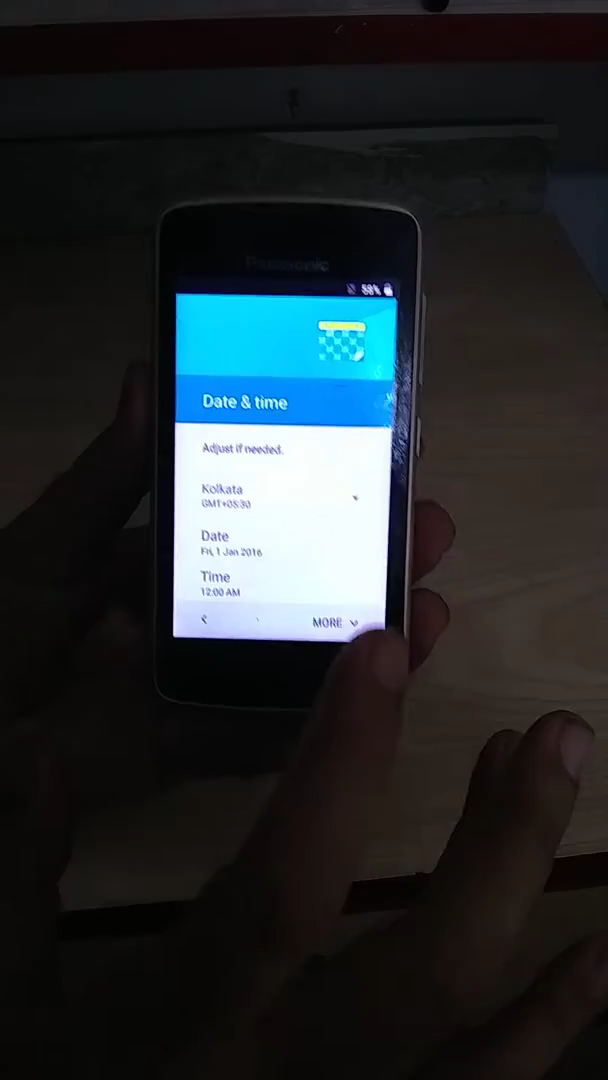 Panasonic
58%
Date & time
Adjust if needed.
Kolkata
GMT+05:30
Date
Fri, 1 Jan 2016
Time
12:00 AM
MORE